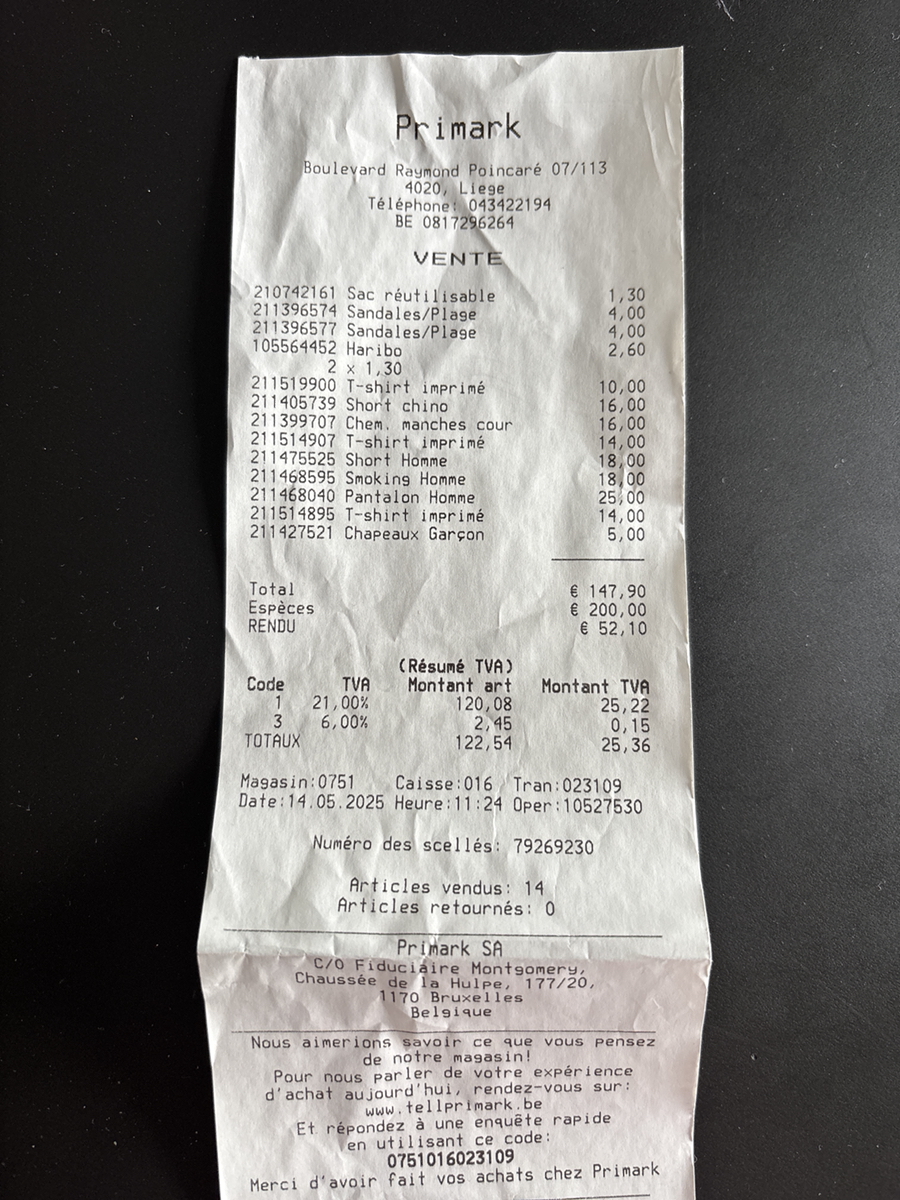 Primark
Boulevard Raymond Poincaré 07/113
4020, Liege
Téléphone: 043422194
BE 0817296264
VENTE
210742161 Sac réutilisable 1,30
211396574 Sandales/Plage 4,00
211396577 Sandales/Plage 4,00
105564452 Haribo 2,60
2 x 1,30
211519900 T-shirt imprimé 10,00
211405739 Short chino 16,00
211399707 Chem. manches cour 16,00
211514907 T-shirt imprimé 14,00
211475525 Short Homme 18,00
211468595 Smoking Homme 18,00
211468040 Pantalon Homme 25,00
211514895 T-shirt imprimé 14,00
211427521 Chapeaux Garçon 5,00
Total € 147,90
Espèces € 200,00
RENDU € 52,10
(Résumé TVA)
Code TVA Montant art Montant TVA
1 21,00% 120,08 25,22
3 6,00% 2,45 0,15
TOTAUX 122,54 25,36
Magasin:0751 Caisse:016 Tran:023109
Date:14.05.2025 Heure:11:24 Oper:10527530
Numéro des scellés: 79269230
Articles vendus: 14
Articles retournés: 0
Primark SA
C/O Fiduciaire Montgomery,
Chaussée de la Hulpe, 177/20,
1170 Bruxelles
Belgique
Nous aimerions savoir ce que vous pensez
de notre magasin!
Pour nous parler de votre expérience
d'achat aujourd'hui, rendez-vous sur:
www.tellprimark.be
Et répondez à une enquête rapide
en utilisant ce code:
0751016023109
Merci d'avoir fait vos achats chez Primark